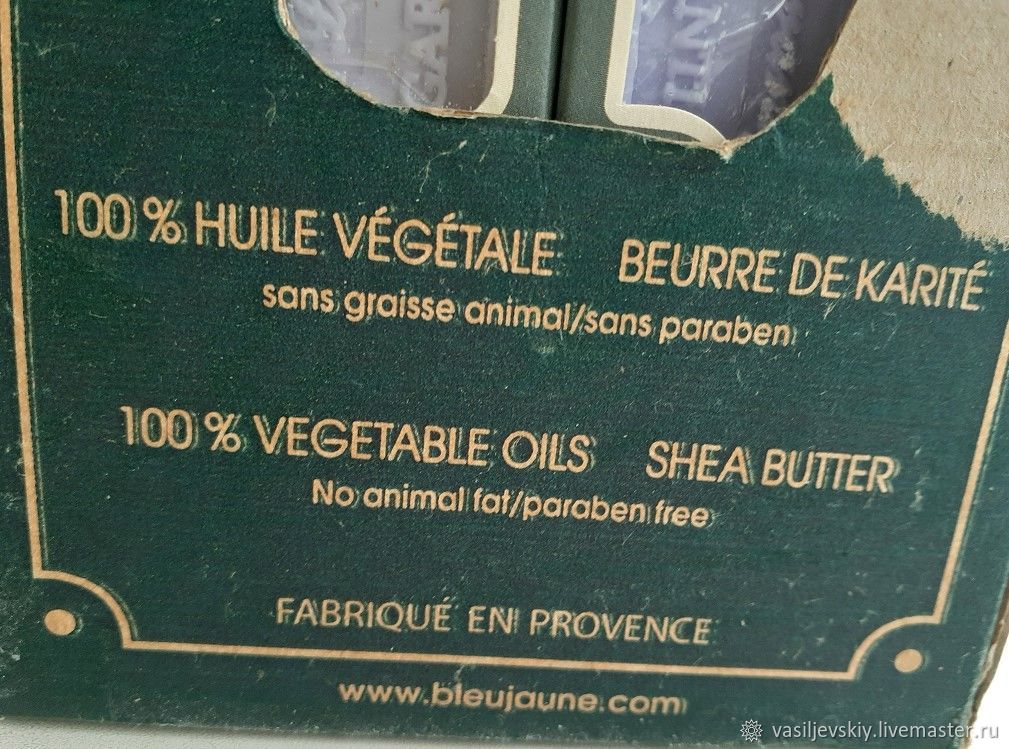 GAR
100 % HUILE VÉGÉTALE BEURRE DE KARITÉ
sans graisse animal/sans paraben
100 % VEGETABLE OILS SHEA BUTTER
No animal fat/paraben free
FABRIQUÉ EN PROVENCE
www.bleujaune.com
vasiljevskiy.livemaster.ru